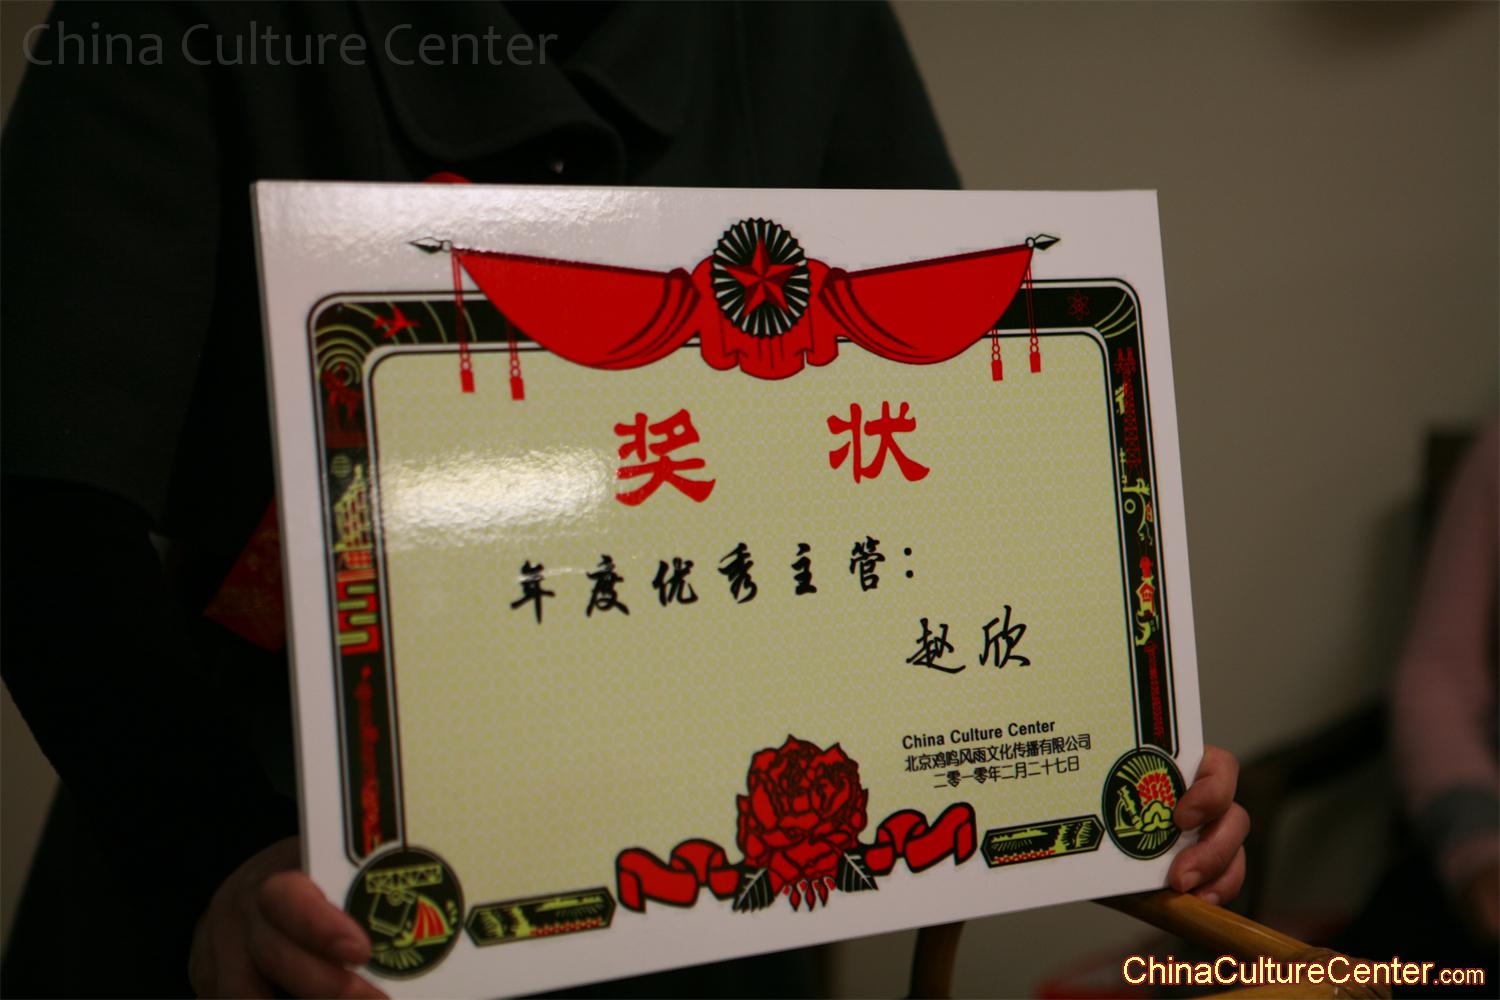 China Culture Center
奖 状
年度优秀主管：
赵欣
China Culture Center
北京鸡鸣风雨文化传播有限公司
二零一零年二月二十七日
ChinaCultureCenter.com